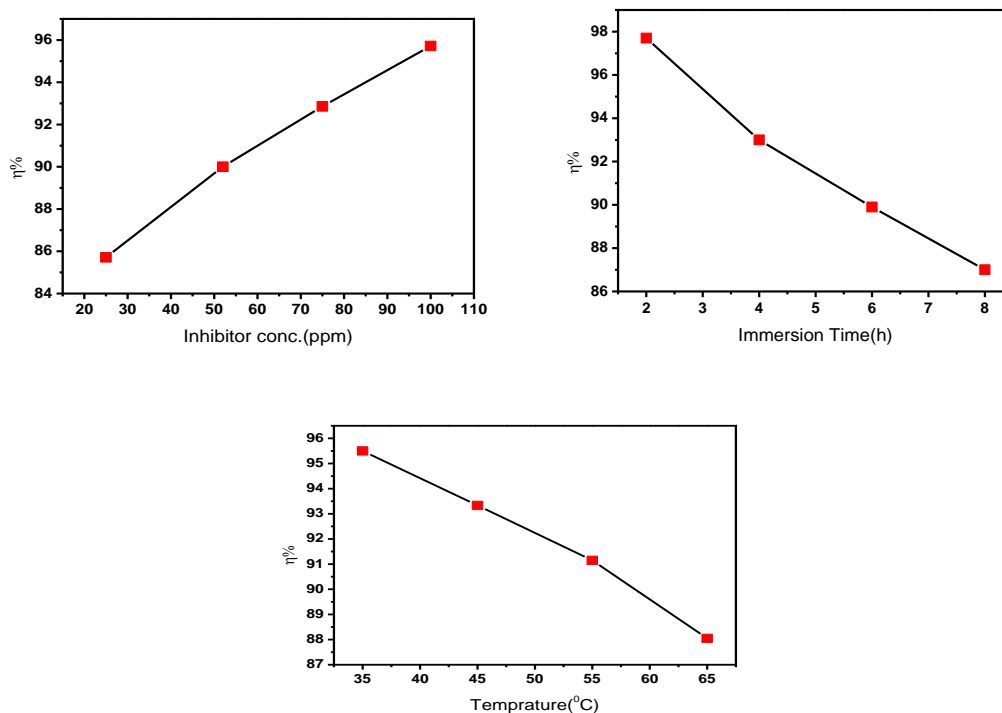 96
94
92
90
88
86
84
η%
20 30 40 50 60 70 80 90 100 110
Inhibitor conc.(ppm)
98
96
94
92
90
88
86
η%
2 3 4 5 6 7 8
Immersion Time(h)
96
95
94
93
92
91
90
89
88
87
η%
35 40 45 50 55 60 65
Temprature(⁰C)